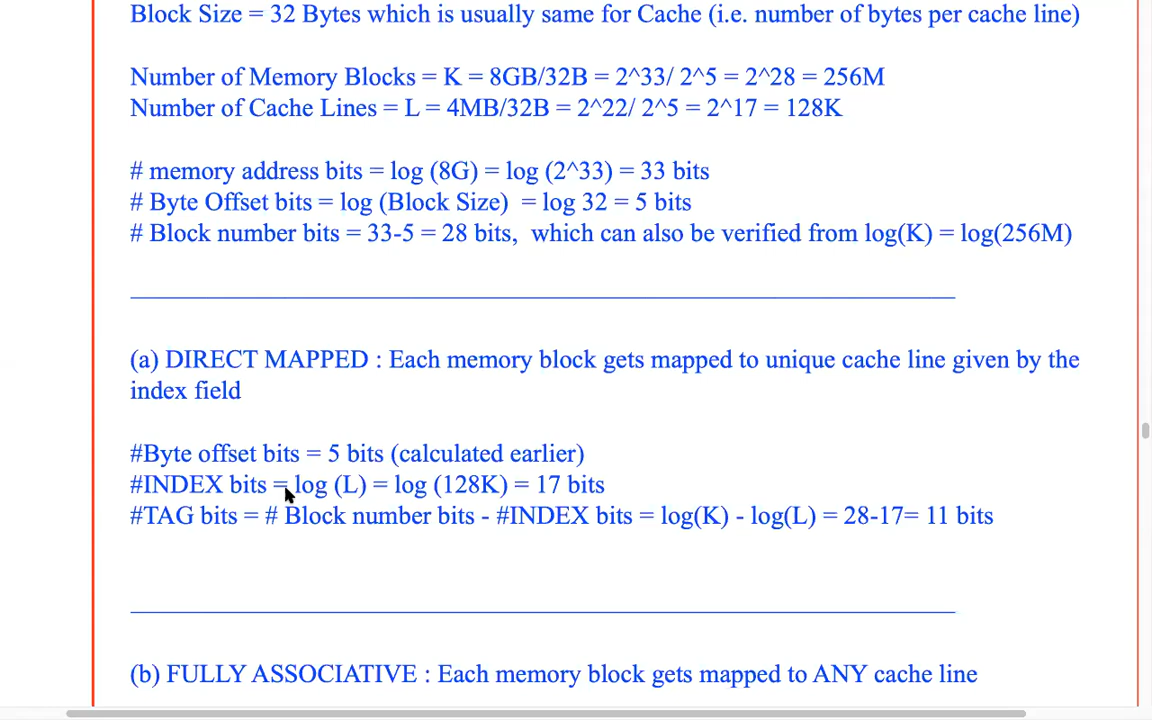 Block Size = 32 Bytes which is usually same for Cache (i.e. number of bytes per cache line)
Number of Memory Blocks = K = 8GB/32B = 2^33/ 2^5 = 2^28 = 256M
Number of Cache Lines = L = 4MB/32B = 2^22/ 2^5 = 2^17 = 128K
# memory address bits = log (8G) = log (2^33) = 33 bits
# Byte Offset bits = log (Block Size)  = log 32 = 5 bits
# Block number bits = 33-5 = 28 bits,  which can also be verified from log(K) = log(256M)
(a) DIRECT MAPPED : Each memory block gets mapped to unique cache line given by the
index field
#Byte offset bits = 5 bits (calculated earlier)
#INDEX bits = log (L) = log (128K) = 17 bits
#TAG bits = # Block number bits - #INDEX bits = log(K) - log(L) = 28-17= 11 bits
(b) FULLY ASSOCIATIVE : Each memory block gets mapped to ANY cache line